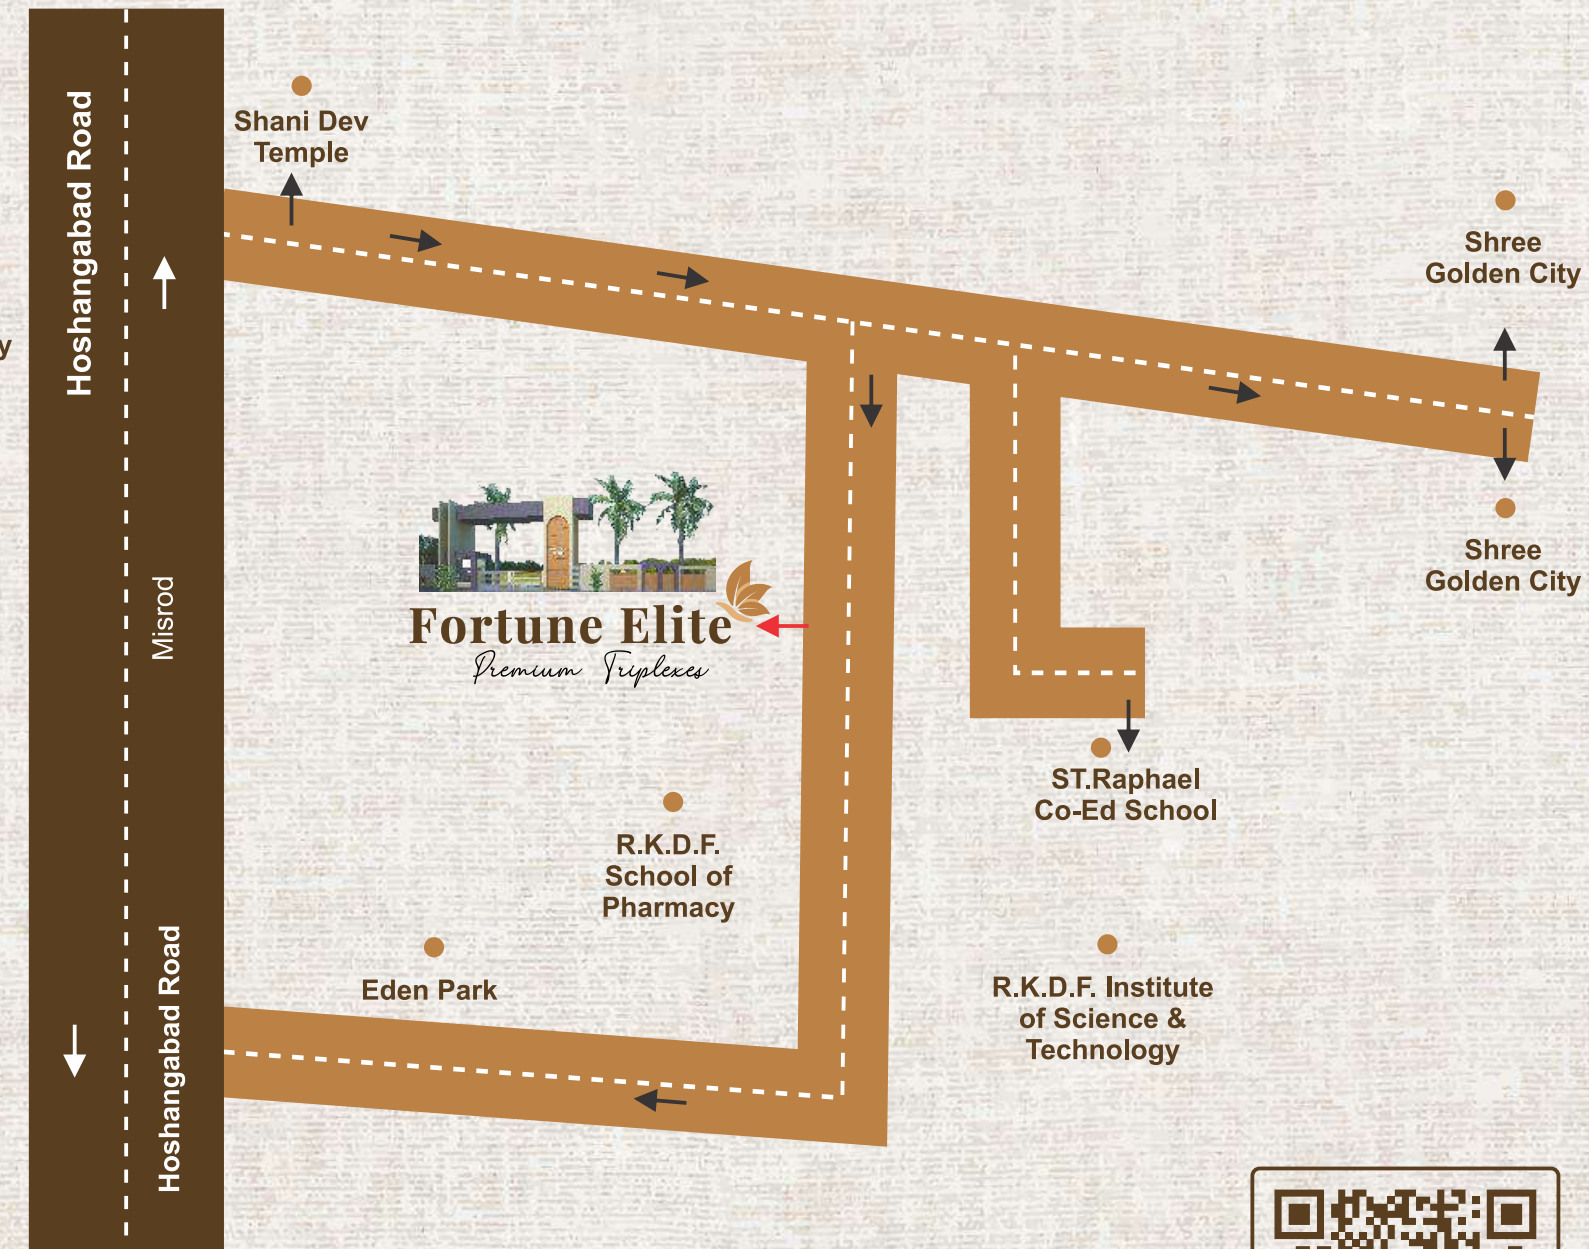 Hoshangabad Road
Shani Dev
Temple
Shree
Golden City
y
Misrod
Fortune Elite
Premium Triplexes
Shree
Golden City
ST.Raphael
Co-Ed School
R.K.D.F.
School of
Pharmacy
Eden Park
R.K.D.F. Institute
of Science &
Technology
Hoshangabad Road